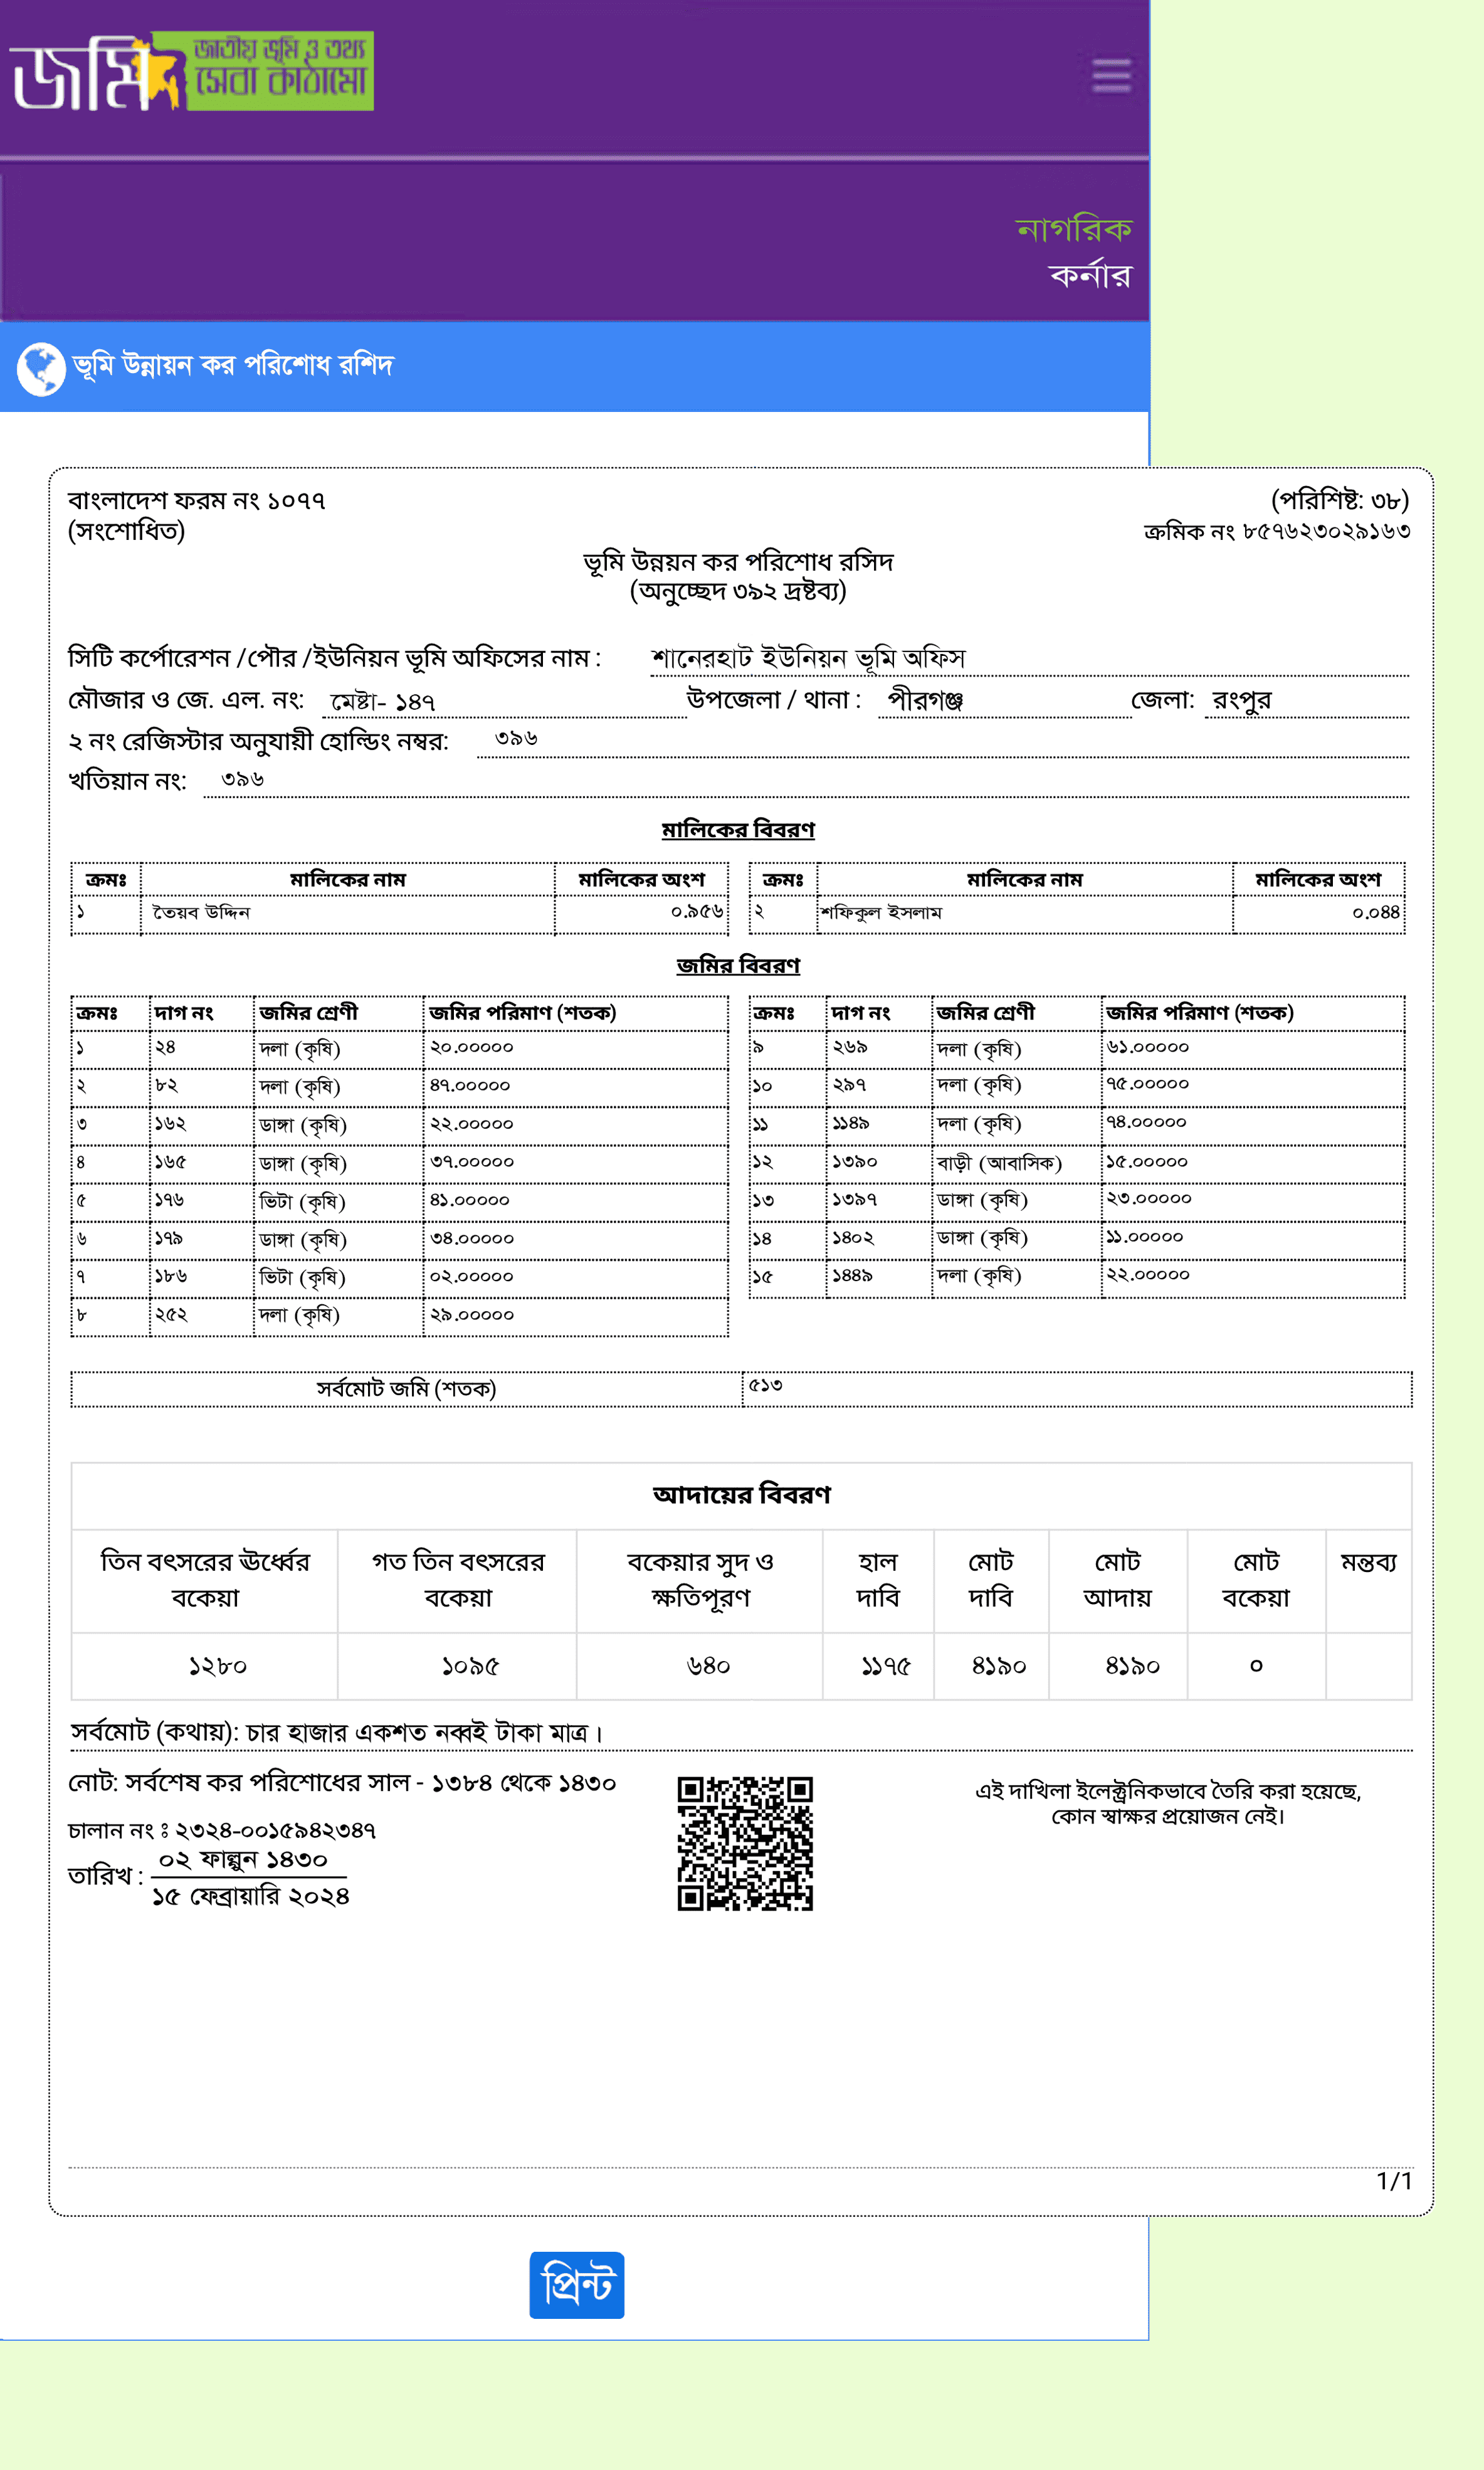 জমি জাতীয় ভূমি ও তথ্য
সেবা কাঠামো
নাগরিক
কর্নার
ভূমি উন্নায়ন কর পরিশোধ রশিদ
বাংলাদেশ ফরম নং ১০৭৭ (পরিশিষ্ট: ৩৮)
(সংশোধিত) ক্রমিক নং ৮৫৭৬২৩০২৯১৬৩
ভূমি উন্নয়ন কর পরিশোধ রসিদ
(অনুচ্ছেদ ৩৯২ দ্রষ্টব্য)
সিটি কর্পোরেশন /পৌর /ইউনিয়ন ভূমি অফিসের নাম : শানেরহাট ইউনিয়ন ভূমি অফিস
মৌজার ও জে. এল. নং: মেষ্টা- ১৪৭ উপজেলা / থানা : পীরগঞ্জ জেলা: রংপুর
২ নং রেজিস্টার অনুযায়ী হোল্ডিং নম্বর: ৩৯৬
খতিয়ান নং: ৩৯৬
মালিকের বিবরণ
ক্রমঃ মালিকের নাম মালিকের অংশ ক্রমঃ মালিকের নাম মালিকের অংশ
১ তৈয়ব উদ্দিন ০.৯৫৬ ২ শফিকুল ইসলাম ০.০৪৪
জমির বিবরণ
ক্রমঃ দাগ নং জমির শ্রেণী জমির পরিমাণ (শতক) ক্রমঃ দাগ নং জমির শ্রেণী জমির পরিমাণ (শতক)
১ ২৪ দলা (কৃষি) ২০.০০০০০ ৯ ২৬৯ দলা (কৃষি) ৬১.০০০০০
২ ৮২ দলা (কৃষি) ৪৭.০০০০০ ১০ ২৯৭ দলা (কৃষি) ৭৫.০০০০০
৩ ১৬২ ডাঙ্গা (কৃষি) ২২.০০০০০ ১১ ১১৪৯ দলা (কৃষি) ৭৪.০০০০০
৪ ১৬৫ ডাঙ্গা (কৃষি) ৩৭.০০০০০ ১২ ১৩৯০ বাড়ী (আবাসিক) ১৫.০০০০০
৫ ১৭৬ ভিটা (কৃষি) ৪১.০০০০০ ১৩ ১৩৯৭ ডাঙ্গা (কৃষি) ২৩.০০০০০
৬ ১৭৯ ডাঙ্গা (কৃষি) ৩৪.০০০০০ ১৪ ১৪০২ ডাঙ্গা (কৃষি) ১১.০০০০০
৭ ১৮৬ ভিটা (কৃষি) ০২.০০০০০ ১৫ ১৪৪৯ দলা (কৃষি) ২২.০০০০০
৮ ২৫২ দলা (কৃষি) ২৯.০০০০০
সর্বমোট জমি (শতক) ৫১৩
আদায়ের বিবরণ
তিন বৎসরের ঊর্ধ্বের গত তিন বৎসরের বকেয়ার সুদ ও হাল মোট মোট মোট মন্তব্য
বকেয়া বকেয়া ক্ষতিপূরণ দাবি দাবি আদায় বকেয়া
১২৮০ ১০৯৫ ৬৪০ ১১৭৫ ৪১৯০ ৪১৯০ ০
সর্বমোট (কথায়): চার হাজার একশত নব্বই টাকা মাত্র ।
নোট: সর্বশেষ কর পরিশোধের সাল - ১৩৮৪ থেকে ১৪৩০
এই দাখিলা ইলেক্ট্রনিকভাবে তৈরি করা হয়েছে,
কোন স্বাক্ষর প্রয়োজন নেই।
চালান নং ঃ ২৩২৪-০০১৫৯৪২৩৪৭
তারিখ : ০২ ফাল্গুন ১৪৩০
১৫ ফেব্রায়ারি ২০২৪
1/1
প্রিন্ট